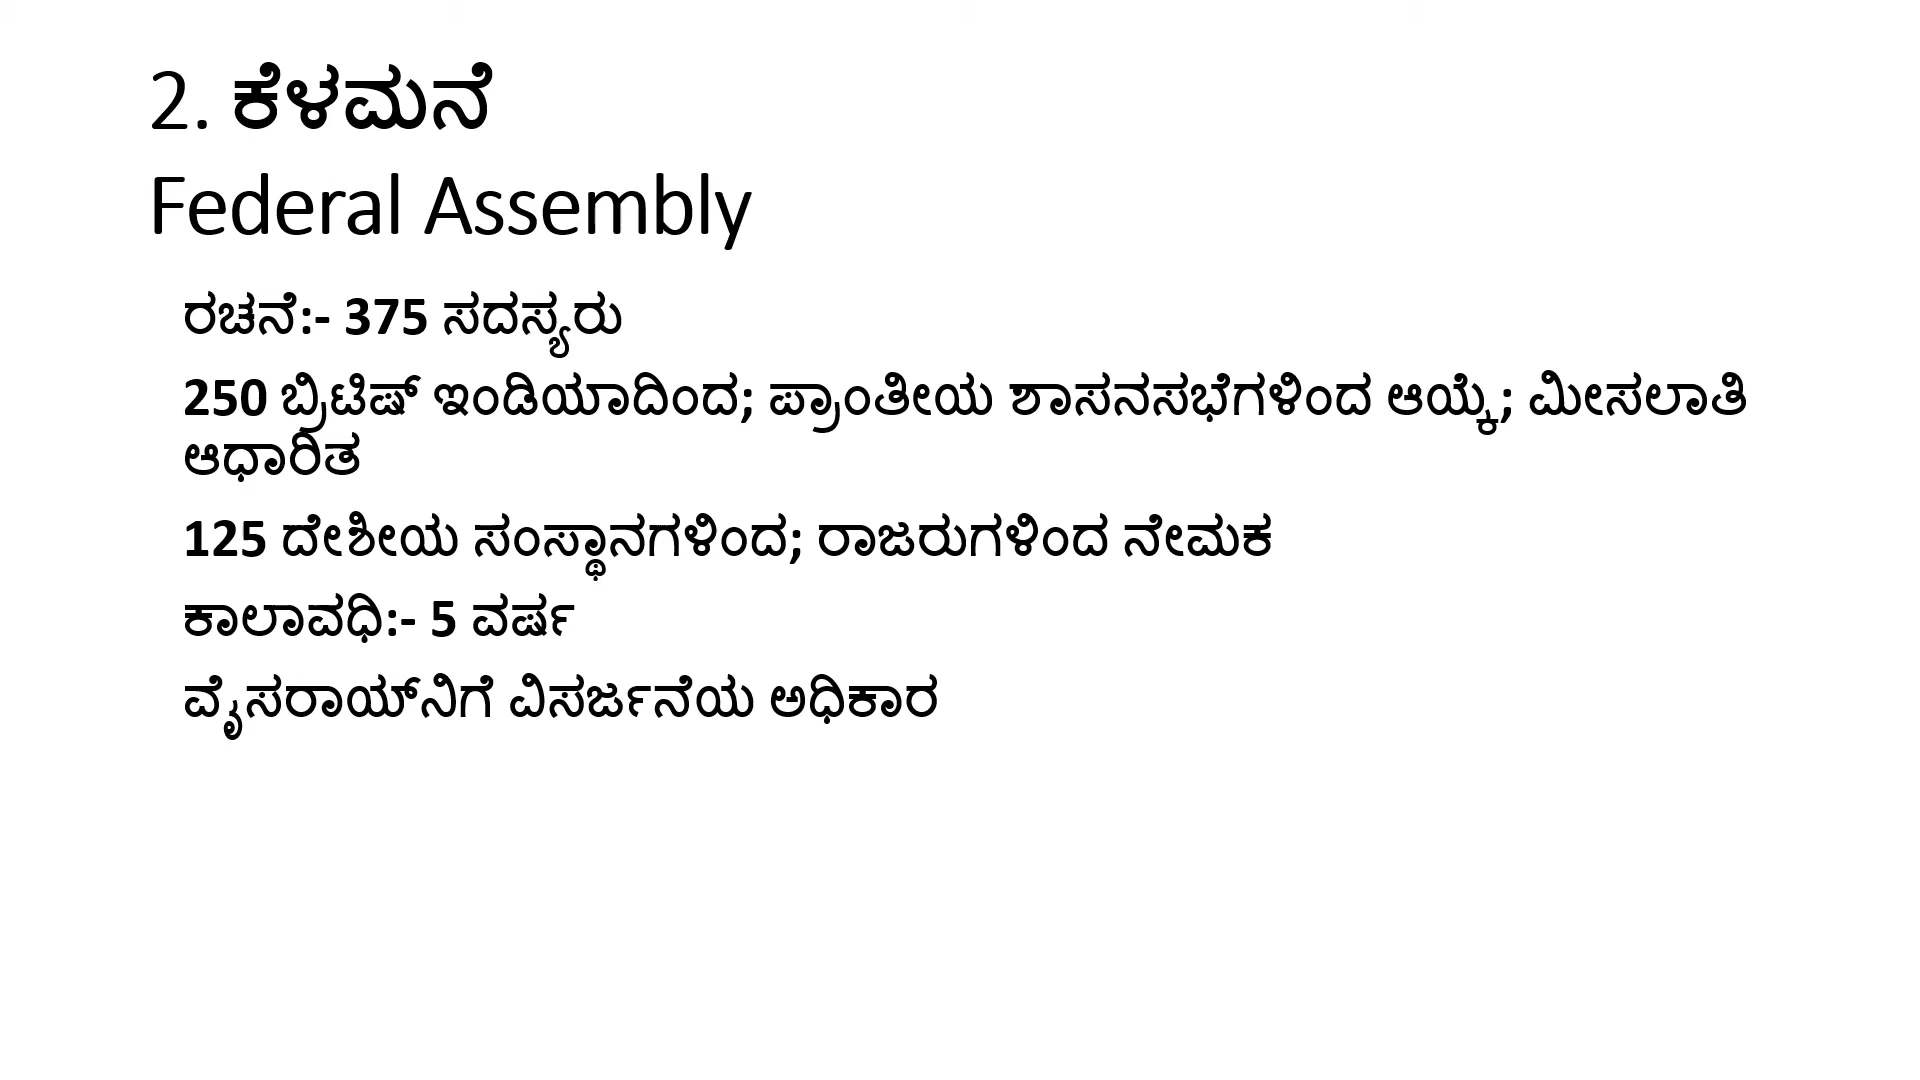 2. ಕೆಳಮನೆ
Federal Assembly
ರಚನೆ:- 375 ಸದಸ್ಯರು
250 ಬ್ರಿಟಿಷ್ ಇಂಡಿಯಾದಿಂದ; ಪ್ರಾಂತೀಯ ಶಾಸನಸಭೆಗಳಿಂದ ಆಯ್ಕೆ; ಮೀಸಲಾತಿ
ಆಧಾರಿತ
125 ದೇಶೀಯ ಸಂಸ್ಥಾನಗಳಿಂದ; ರಾಜರುಗಳಿಂದ ನೇಮಕ
ಕಾಲಾವಧಿ:- 5 ವರ್ಷ
ವೈಸರಾಯ್‌ನಿಗೆ ವಿಸರ್ಜನೆಯ ಅಧಿಕಾರ